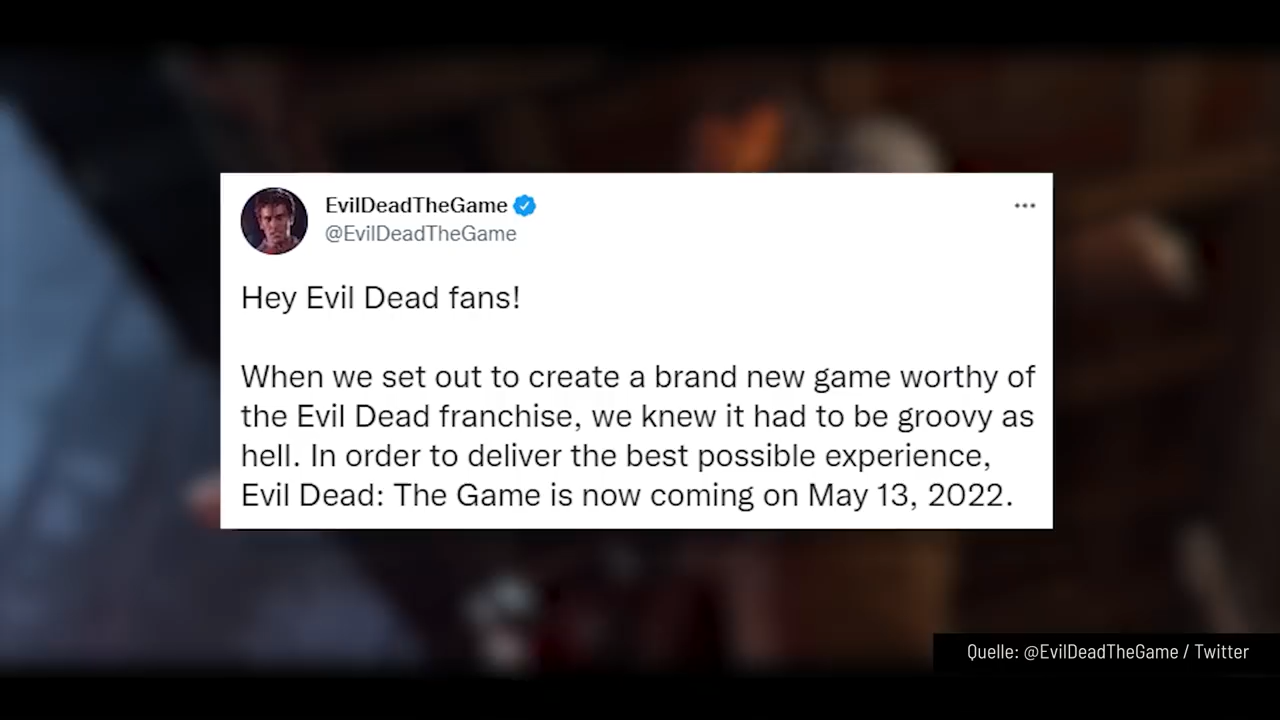 EvilDeadTheGame
@EvilDeadTheGame
Hey Evil Dead fans!
When we set out to create a brand new game worthy of
the Evil Dead franchise, we knew it had to be groovy as
hell. In order to deliver the best possible experience,
Evil Dead: The Game is now coming on May 13, 2022.
Quelle: @EvilDeadTheGame / Twitter